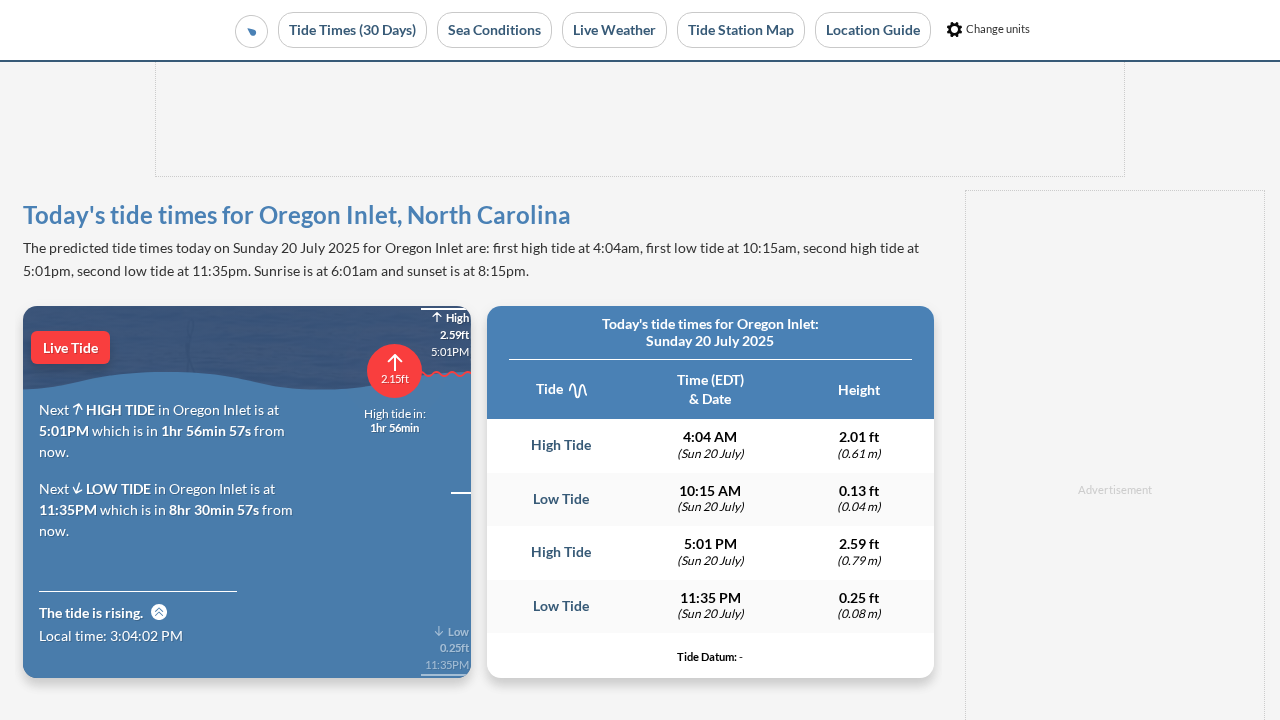 Tide Times (30 Days)
Sea Conditions
Live Weather
Tide Station Map
Location Guide
Change units
Today's tide times for Oregon Inlet, North Carolina
The predicted tide times today on Sunday 20 July 2025 for Oregon Inlet are: first high tide at 4:04am, first low tide at 10:15am, second high tide at
5:01pm, second low tide at 11:35pm. Sunrise is at 6:01am and sunset is at 8:15pm.
Live Tide
High
2.59ft
5:01PM
2.15ft
High tide in:
1hr 56min
Next HIGH TIDE in Oregon Inlet is at
5:01PM which is in 1hr 56min 57s from
now.
Next LOW TIDE in Oregon Inlet is at
11:35PM which is in 8hr 30min 57s from
now.
The tide is rising.
Local time: 3:04:02 PM
Low
0.25ft
11:35PM
Today's tide times for Oregon Inlet:
Sunday 20 July 2025
Tide
Time (EDT)
& Date
Height
High Tide
4:04 AM
(Sun 20 July)
2.01 ft
(0.61 m)
Low Tide
10:15 AM
(Sun 20 July)
0.13 ft
(0.04 m)
High Tide
5:01 PM
(Sun 20 July)
2.59 ft
(0.79 m)
Low Tide
11:35 PM
(Sun 20 July)
0.25 ft
(0.08 m)
Tide Datum: -
Advertisement